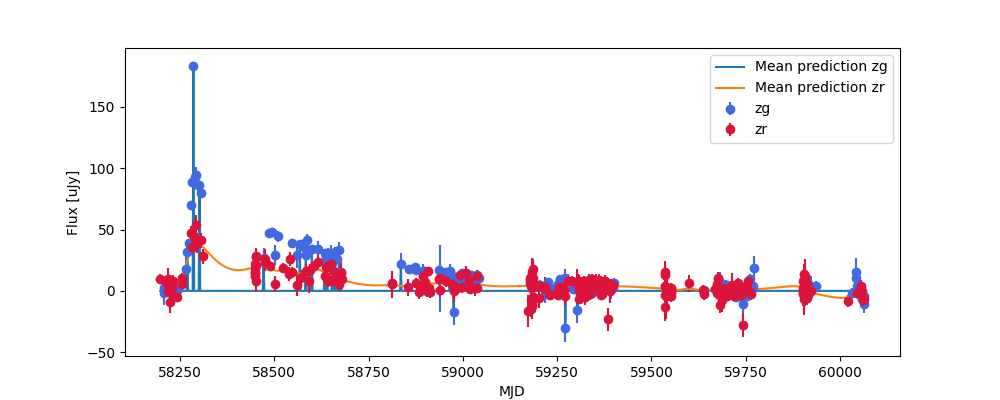 Mean prediction zg
Mean prediction zr
zg
zr
Flux [uJy]
150
100
50
0
−50
58250
58500
58750
59000
59250
59500
59750
60000
MJD